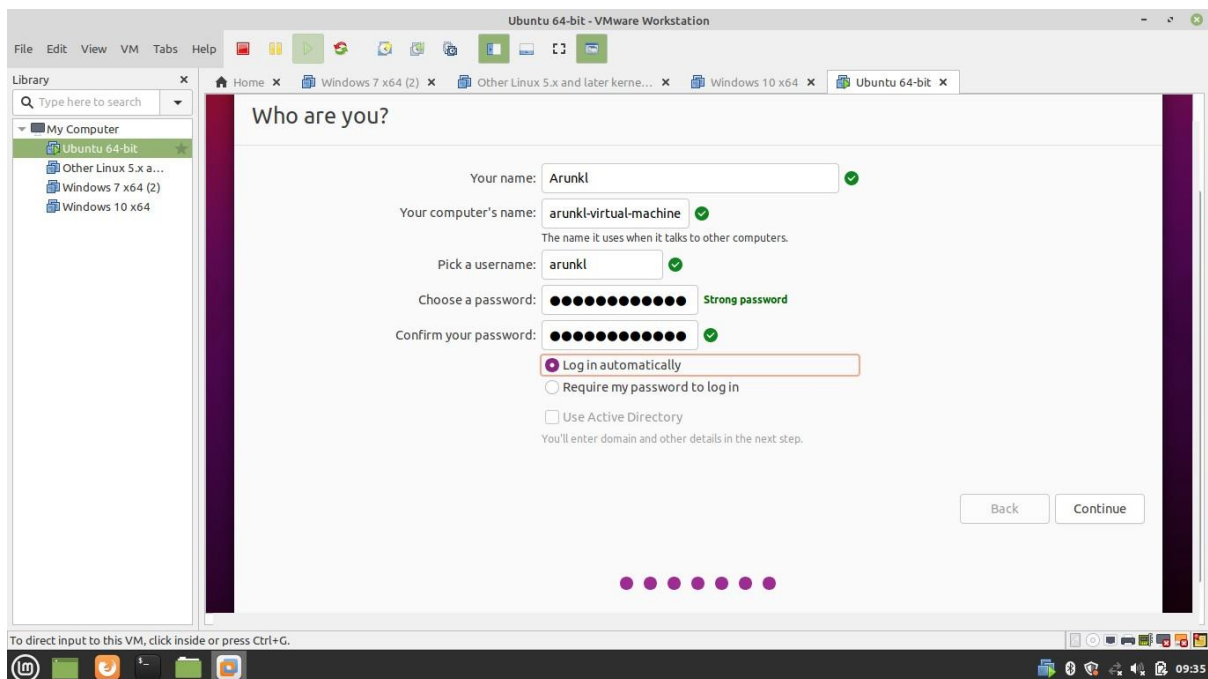 Ubuntu 64-bit - VMware Workstation
File Edit View VM Tabs Help
Library
Home Windows 7 x64 (2) Other Linux 5.x and later kerne... Windows 10 x64 Ubuntu 64-bit
Type here to search
My Computer
Ubuntu 64-bit
Other Linux 5.x a...
Windows 7 x64 (2)
Windows 10 x64
Who are you?
Your name: Arunkl
Your computer's name: arunkl-virtual-machine
The name it uses when it talks to other computers.
Pick a username: arunkl
Choose a password: ●●●●●●●●●●●● Strong password
Confirm your password: ●●●●●●●●●●●●
Log in automatically
Require my password to log in
Use Active Directory
You'll enter domain and other details in the next step.
Back Continue
To direct input to this VM, click inside or press Ctrl+G.
09:35